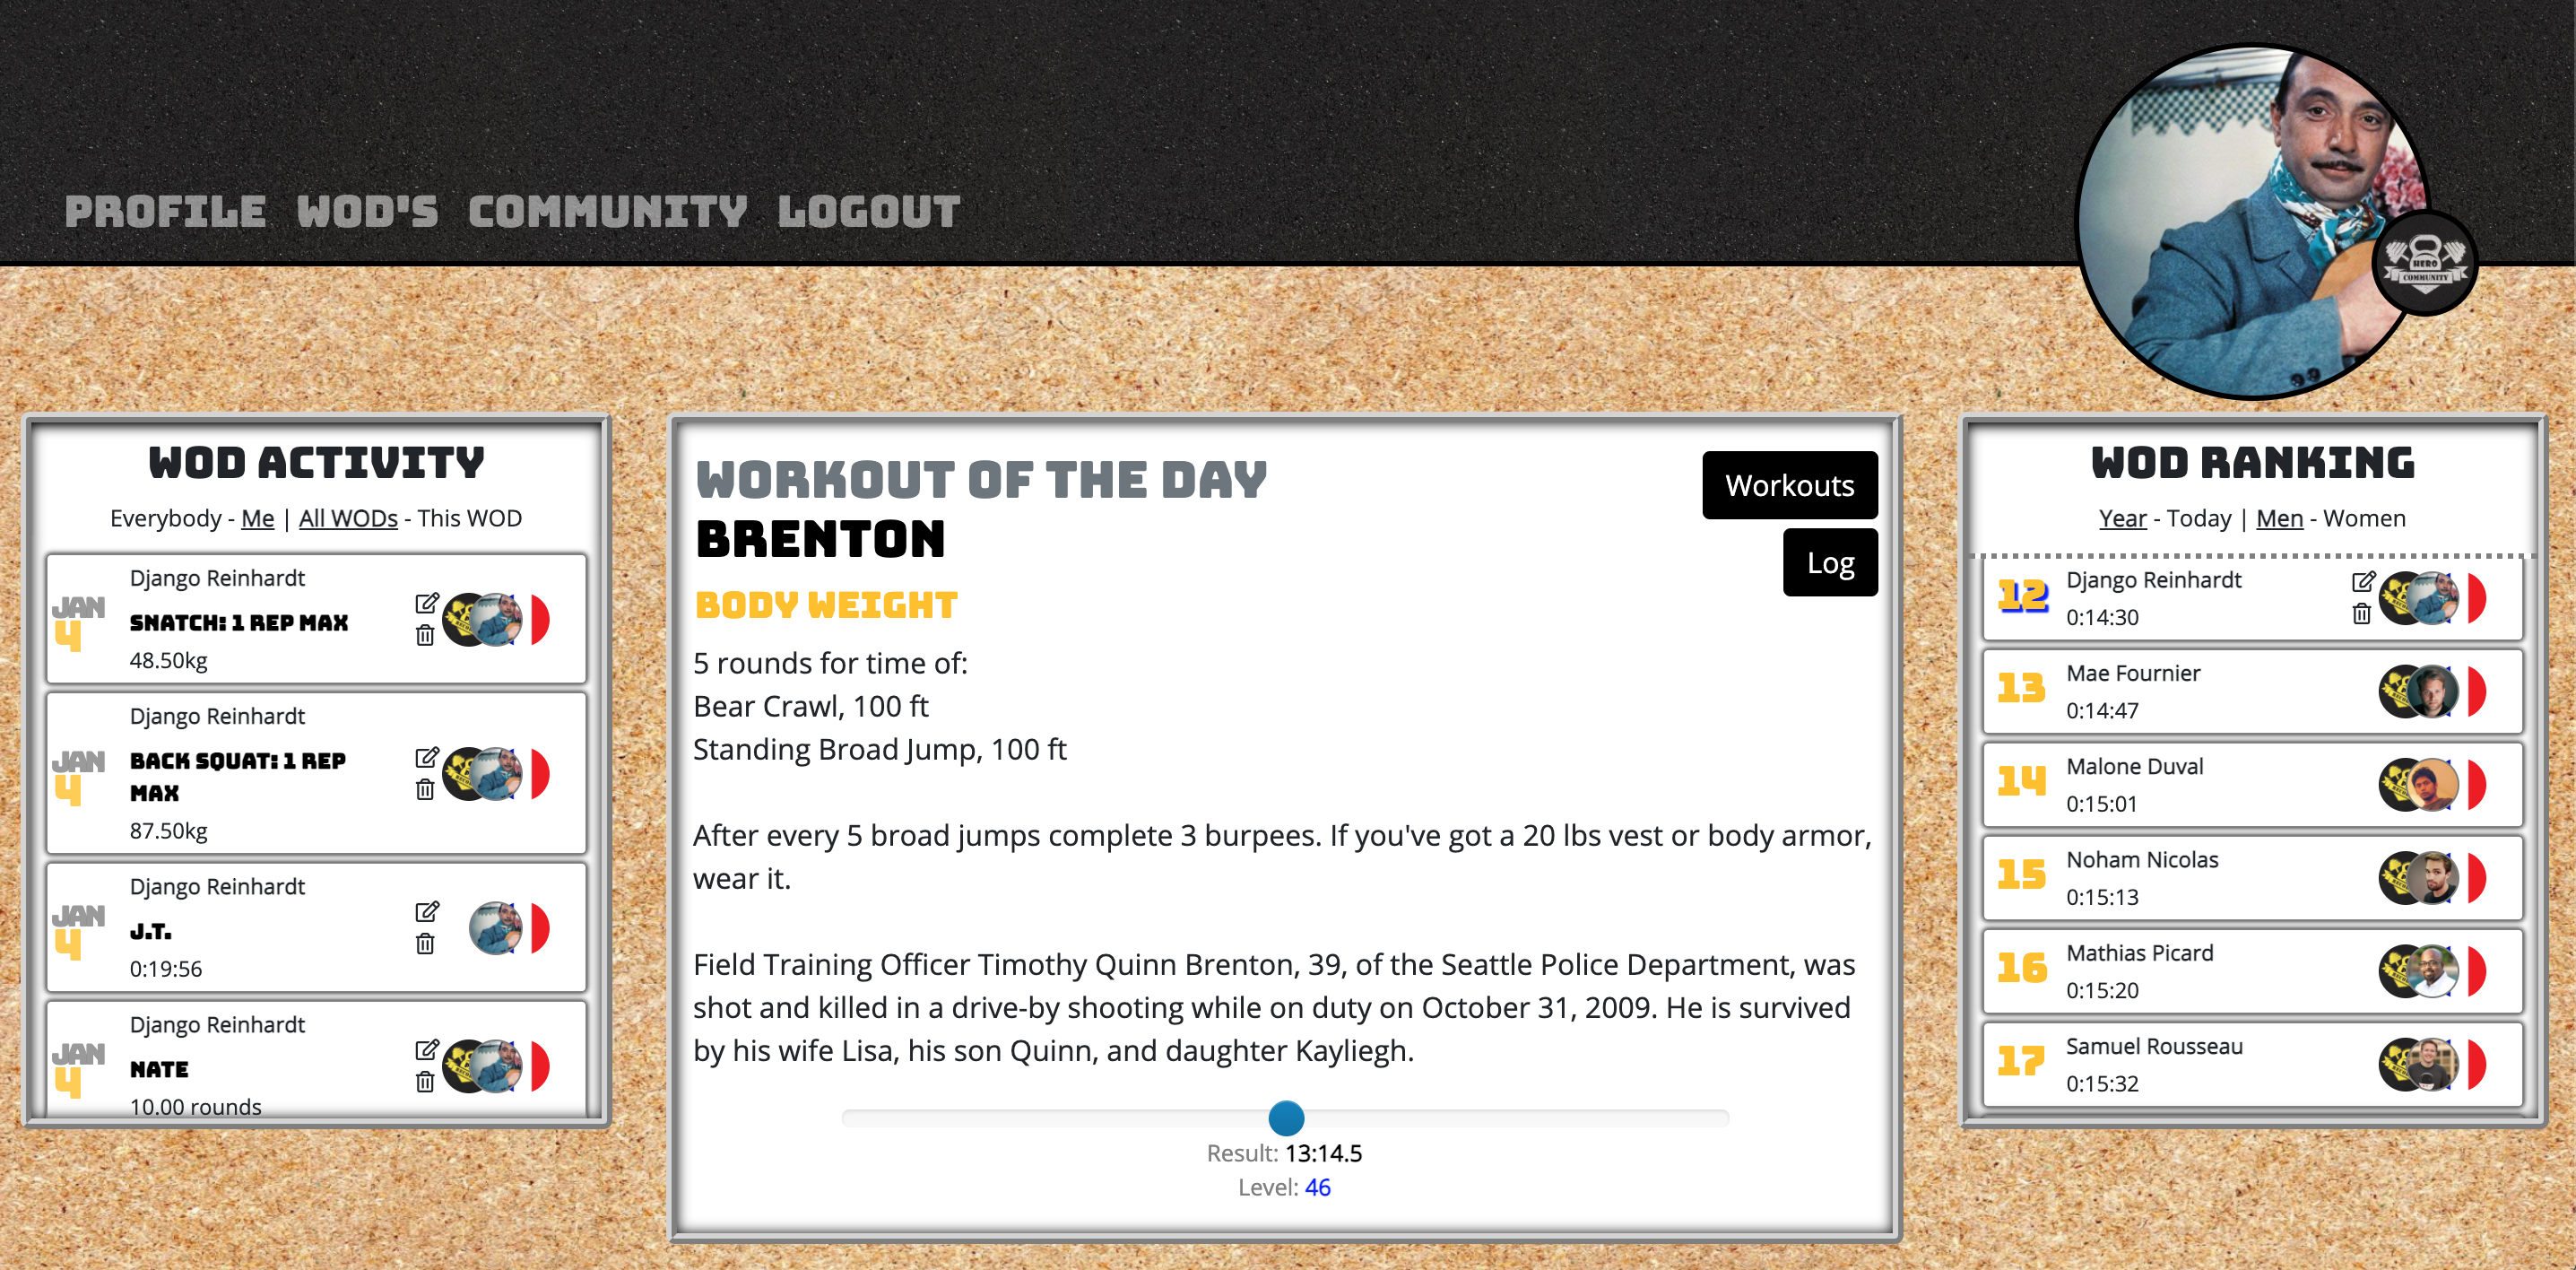 PROFILE WOD'S COMMUNITY LOGOUT
HERO
COMMUNITY
WOD ACTIVITY
Everybody - Me | All WODs - This WOD
JAN
4
Django Reinhardt
SNATCH: 1 REP MAX
48.50kg
JAN
4
Django Reinhardt
BACK SQUAT: 1 REP
MAX
87.50kg
JAN
4
Django Reinhardt
J.T.
0:19:56
JAN
4
Django Reinhardt
NATE
10.00 rounds
WORKOUT OF THE DAY
BRENTON
BODY WEIGHT
Workouts
Log
5 rounds for time of:
Bear Crawl, 100 ft
Standing Broad Jump, 100 ft
After every 5 broad jumps complete 3 burpees. If you've got a 20 lbs vest or body armor,
wear it.
Field Training Officer Timothy Quinn Brenton, 39, of the Seattle Police Department, was
shot and killed in a drive-by shooting while on duty on October 31, 2009. He is survived
by his wife Lisa, his son Quinn, and daughter Kayliegh.
Result: 13:14.5
Level: 46
WOD RANKING
Year - Today | Men - Women
12
Django Reinhardt
0:14:30
13
Mae Fournier
0:14:47
14
Malone Duval
0:15:01
15
Noham Nicolas
0:15:13
16
Mathias Picard
0:15:20
17
Samuel Rousseau
0:15:32